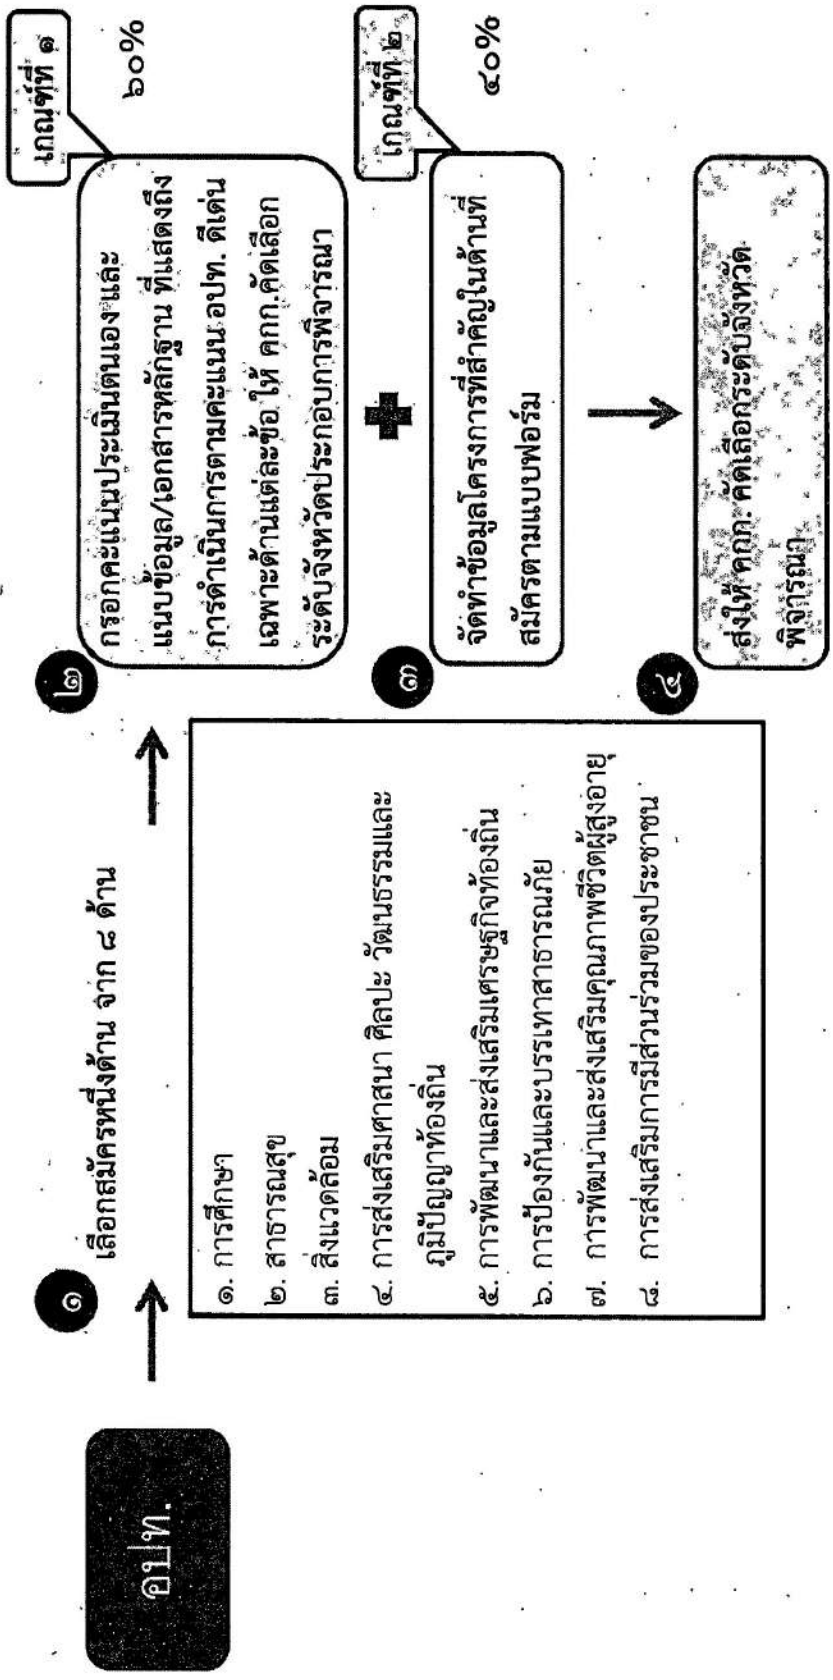 อปท.
๑
เลือกสมัครหนึ่งด้าน จาก ๘ ด้าน
๑. การศึกษา
๒. สาธารณสุข
๓. สิ่งแวดล้อม
๔. การส่งเสริมศาสนา ศิลปะ วัฒนธรรมและ
ภูมิปัญญาท้องถิ่น
๕. การพัฒนาและส่งเสริมเศรษฐกิจท้องถิ่น
๖. การป้องกันและบรรเทาสาธารณภัย
๗. การพัฒนาและส่งเสริมคุณภาพชีวิตผู้สูงอายุ
๘. การส่งเสริมการมีส่วนร่วมของประชาชน
๒
กรอกคะแนนประเมินตนเอง และ
แนบข้อมูล/เอกสารหลักฐาน ที่แสดงถึง
การดำเนินการตามคะแนน อปท. ดีเด่น
เฉพาะด้านแต่ละข้อ ให้ คกก.คัดเลือก
ระดับจังหวัดประกอบการพิจารณา
เกณฑ์ที่ ๑
๖๐%
๓
จัดทำข้อมูลโครงการที่สำคัญในด้านที่
สมัครตามแบบฟอร์ม
เกณฑ์ที่ ๒
๔๐%
๔
ส่งให้ คกก. คัดเลือกระดับจังหวัด
พิจารณา